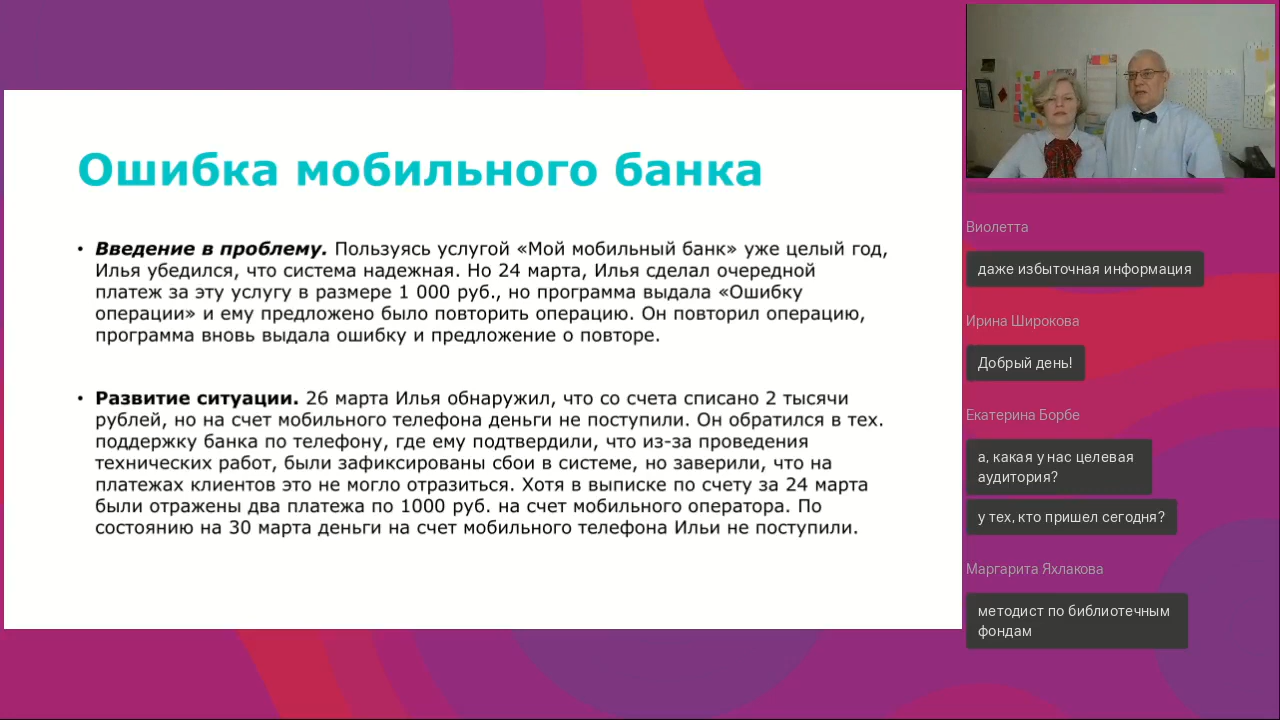 Ошибка мобильного банка
• Введение в проблему. Пользуясь услугой «Мой мобильный банк» уже целый год,
Илья убедился, что система надежная. Но 24 марта, Илья сделал очередной
платеж за эту услугу в размере 1 000 руб., но программа выдала «Ошибку
операции» и ему предложено было повторить операцию. Он повторил операцию,
программа вновь выдала ошибку и предложение о повторе.
• Развитие ситуации. 26 марта Илья обнаружил, что со счета списано 2 тысячи
рублей, но на счет мобильного телефона деньги не поступили. Он обратился в тех.
поддержку банка по телефону, где ему подтвердили, что из-за проведения
технических работ, были зафиксированы сбои в системе, но заверили, что на
платежах клиентов это не могло отразиться. Хотя в выписке по счету за 24 марта
были отражены два платежа по 1000 руб. на счет мобильного оператора. По
состоянию на 30 марта деньги на счет мобильного телефона Ильи не поступили.
Виолетта
даже избыточная информация
Ирина Широкова
Добрый день!
Екатерина Борбе
а, какая у нас целевая
аудитория?
у тех, кто пришел сегодня?
Маргарита Яхлакова
методист по библиотечным
фондам